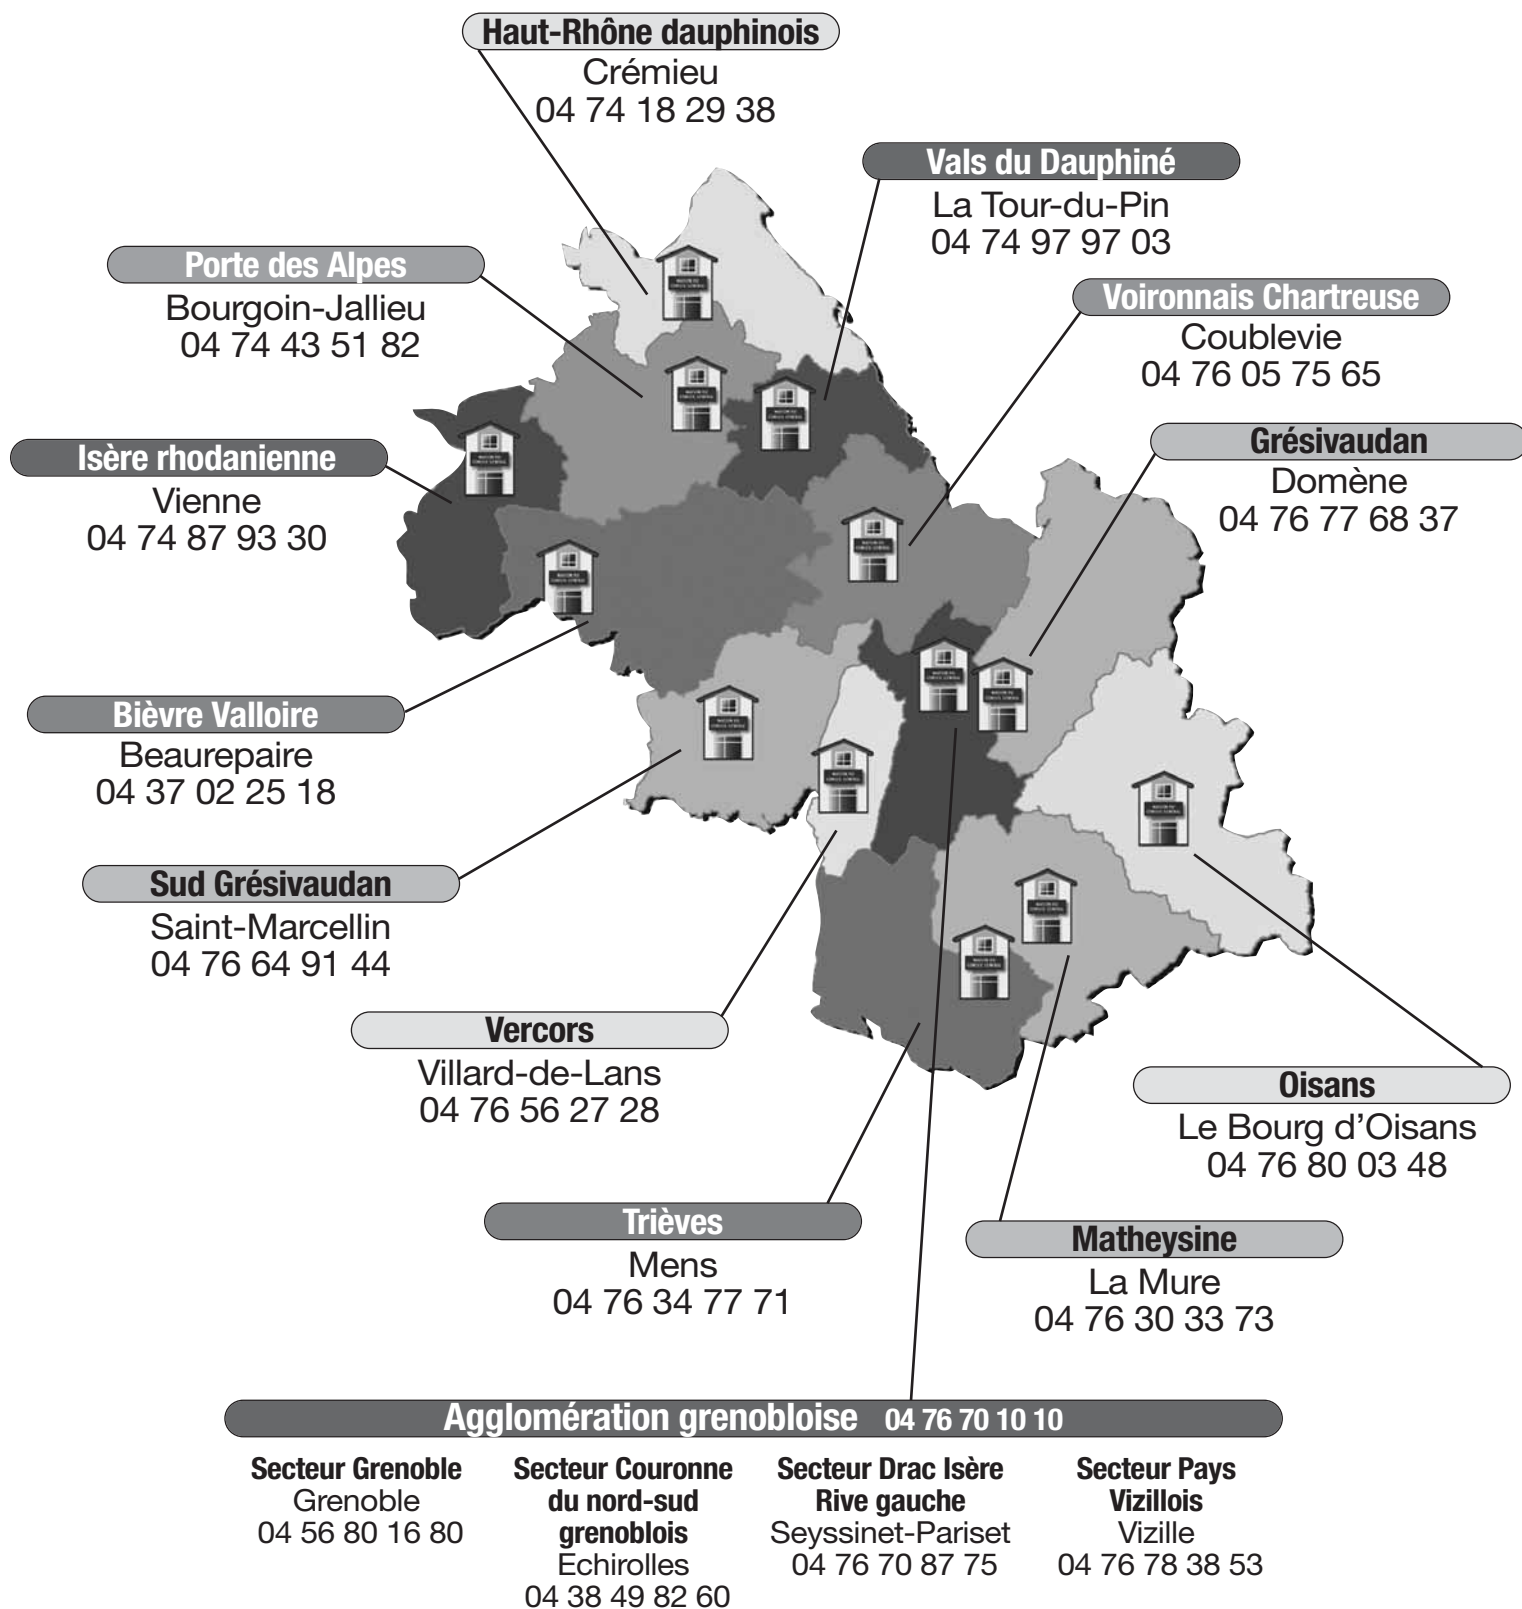 Haut-Rhône dauphinois
Crémieu
04 74 18 29 38
Vals du Dauphiné
La Tour-du-Pin
04 74 97 97 03
Porte des Alpes
Bourgoin-Jallieu
04 74 43 51 82
Voironnais Chartreuse
Coublevie
04 76 05 75 65
Isère rhodanienne
Vienne
04 74 87 93 30
Grésivaudan
Domène
04 76 77 68 37
Bièvre Valloire
Beaurepaire
04 37 02 25 18
Sud Grésivaudan
Saint-Marcellin
04 76 64 91 44
Vercors
Villard-de-Lans
04 76 56 27 28
Oisans
Le Bourg d’Oisans
04 76 80 03 48
Trièves
Mens
04 76 34 77 71
Matheysine
La Mure
04 76 30 33 73
Agglomération grenobloise 04 76 70 10 10
Secteur Grenoble
Grenoble
04 56 80 16 80
Secteur Couronne
du nord-sud
grenoblois
Echirolles
04 38 49 82 60
Secteur Drac Isère
Rive gauche
Seyssinet-Pariset
04 76 70 87 75
Secteur Pays
Vizillois
Vizille
04 76 78 38 53